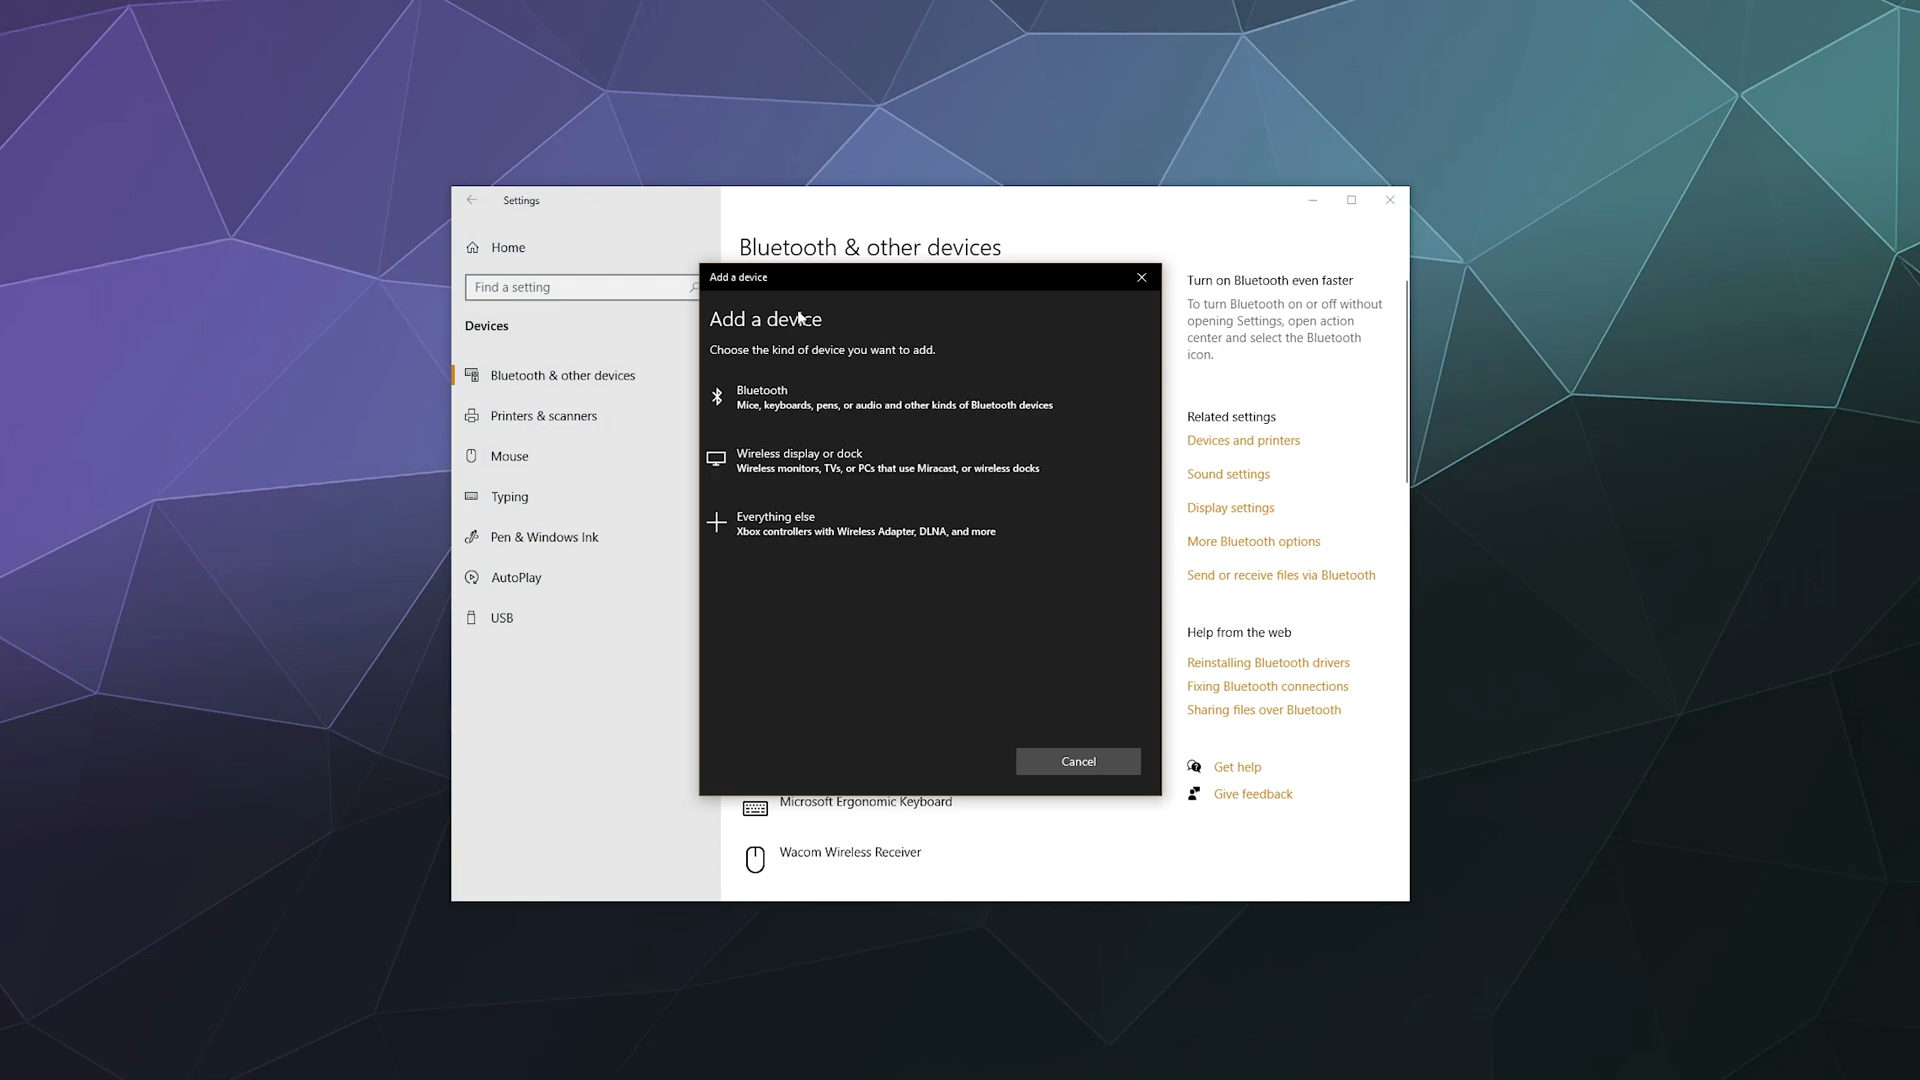 Settings
Home
Find a setting
Devices
Bluetooth & other devices
Printers & scanners
Mouse
Typing
Pen & Windows Ink
AutoPlay
USB
Bluetooth & other devices
Add a device
Add a device
Choose the kind of device you want to add.
Bluetooth
Mice, keyboards, pens, or audio and other kinds of Bluetooth devices
Wireless display or dock
Wireless monitors, TVs, or PCs that use Miracast, or wireless docks
Everything else
Xbox controllers with Wireless Adapter, DLNA, and more
Cancel
Microsoft Ergonomic Keyboard
Wacom Wireless Receiver
Turn on Bluetooth even faster
To turn Bluetooth on or off without
opening Settings, open action
center and select the Bluetooth
icon.
Related settings
Devices and printers
Sound settings
Display settings
More Bluetooth options
Send or receive files via Bluetooth
Help from the web
Reinstalling Bluetooth drivers
Fixing Bluetooth connections
Sharing files over Bluetooth
Get help
Give feedback